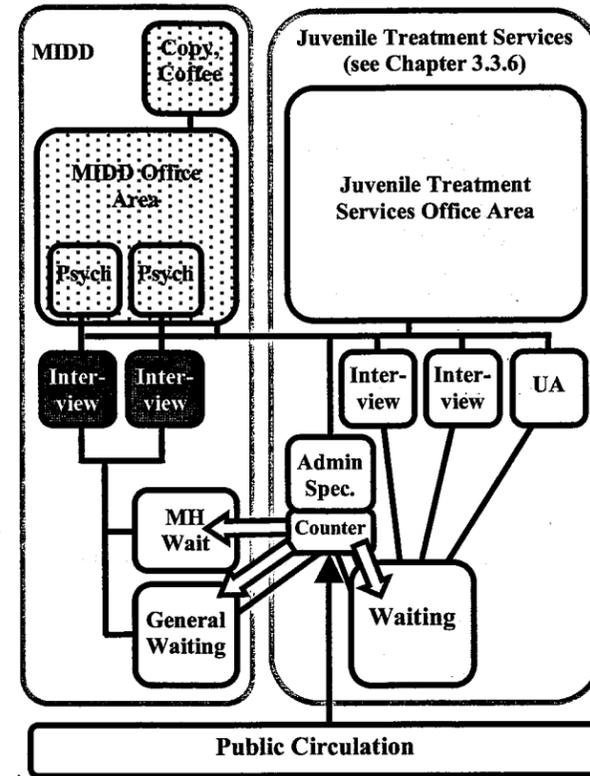 MIDD
Copy,
Coffee
Juvenile Treatment Services
(see Chapter 3.3.6)
MIDD Office
Area
Psych
Psych
Juvenile Treatment
Services Office Area
Inter-
view
Inter-
view
Inter-
view
Inter-
view
UA
Admin
Spec.
Counter
MH
Wait
General
Waiting
Waiting
Public Circulation